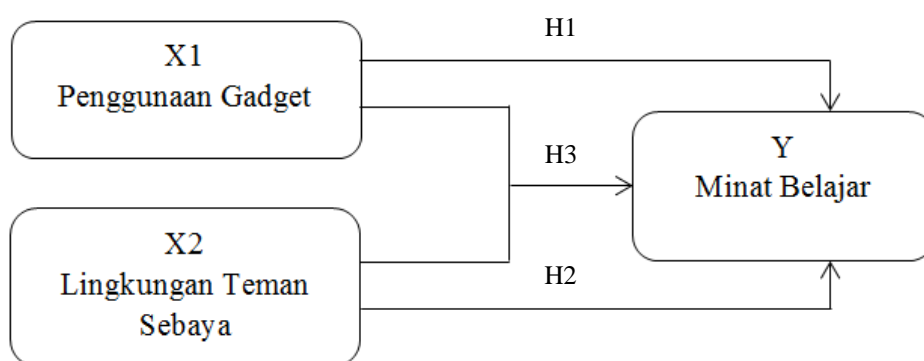 H1
X1
Penggunaan Gadget
H3
Y
Minat Belajar
X2
Lingkungan Teman
Sebaya
H2